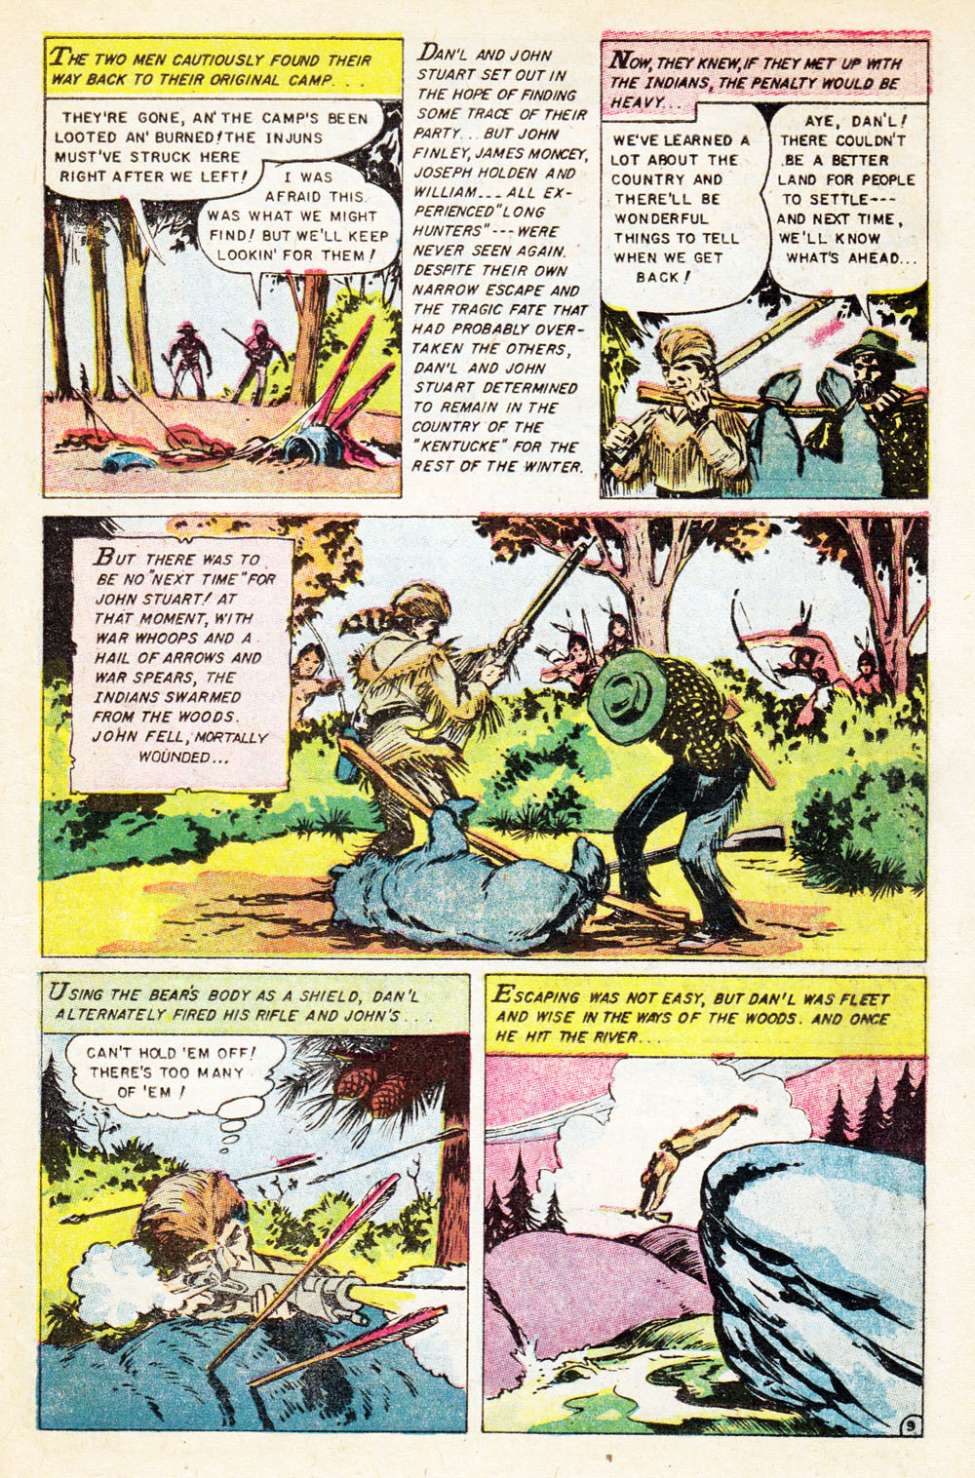 THE TWO MEN CAUTIOUSLY FOUND THEIR
WAY BACK TO THEIR ORIGINAL CAMP...
THEY'RE GONE, AN' THE CAMP'S BEEN
LOOTED AN' BURNED! THE INJUNS
MUST'VE STRUCK HERE
RIGHT AFTER WE LEFT!
I WAS
AFRAID THIS
WAS WHAT WE MIGHT
FIND! BUT WE'LL KEEP
LOOKIN' FOR THEM!
DAN'L AND JOHN
STUART SET OUT IN
THE HOPE OF FINDING
SOME TRACE OF THEIR
PARTY... BUT JOHN
FINLEY, JAMES MONCEY,
JOSEPH HOLDEN AND
WILLIAM... ALL EX-
PERIENCED "LONG
HUNTERS"--- WERE
NEVER SEEN AGAIN.
DESPITE THEIR OWN
NARROW ESCAPE AND
THE TRAGIC FATE THAT
HAD PROBABLY OVER-
TAKEN THE OTHERS,
DAN'L AND JOHN
STUART DETERMINED
TO REMAIN IN THE
COUNTRY OF THE
"KENTUCKE" FOR THE
REST OF THE WINTER.
NOW, THEY KNEW, IF THEY MET UP WITH
THE INDIANS, THE PENALTY WOULD BE
HEAVY...
WE'VE LEARNED A
LOT ABOUT THE
COUNTRY AND
THERE'LL BE
WONDERFUL
THINGS TO TELL
WHEN WE GET
BACK!
AYE, DAN'L!
THERE COULDN'T
BE A BETTER
LAND FOR PEOPLE
TO SETTLE---
AND NEXT TIME,
WE'LL KNOW
WHAT'S AHEAD...
BUT THERE WAS TO
BE NO "NEXT TIME" FOR
JOHN STUART! AT
THAT MOMENT, WITH
WAR WHOOPS AND A
HAIL OF ARROWS AND
WAR SPEARS, THE
INDIANS SWARMED
FROM THE WOODS.
JOHN FELL, MORTALLY
WOUNDED...
USING THE BEAR'S BODY AS A SHIELD, DAN'L
ALTERNATELY FIRED HIS RIFLE AND JOHN'S...
CAN'T HOLD 'EM OFF!
THERE'S TOO MANY
OF 'EM!
ESCAPING WAS NOT EASY, BUT DAN'L WAS FLEET
AND WISE IN THE WAYS OF THE WOODS. AND ONCE
HE HIT THE RIVER...
9